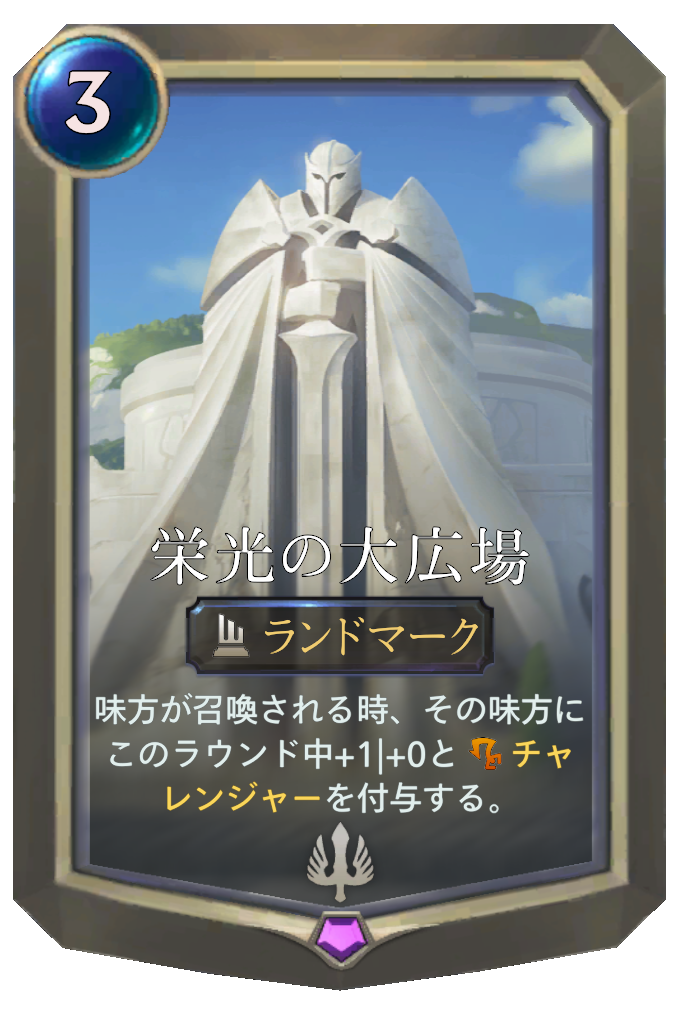 3
栄光の大広場
ランドマーク
味方が召喚される時、その味方に
このラウンド中+1|+0と チャ
レンジャーを付与する。